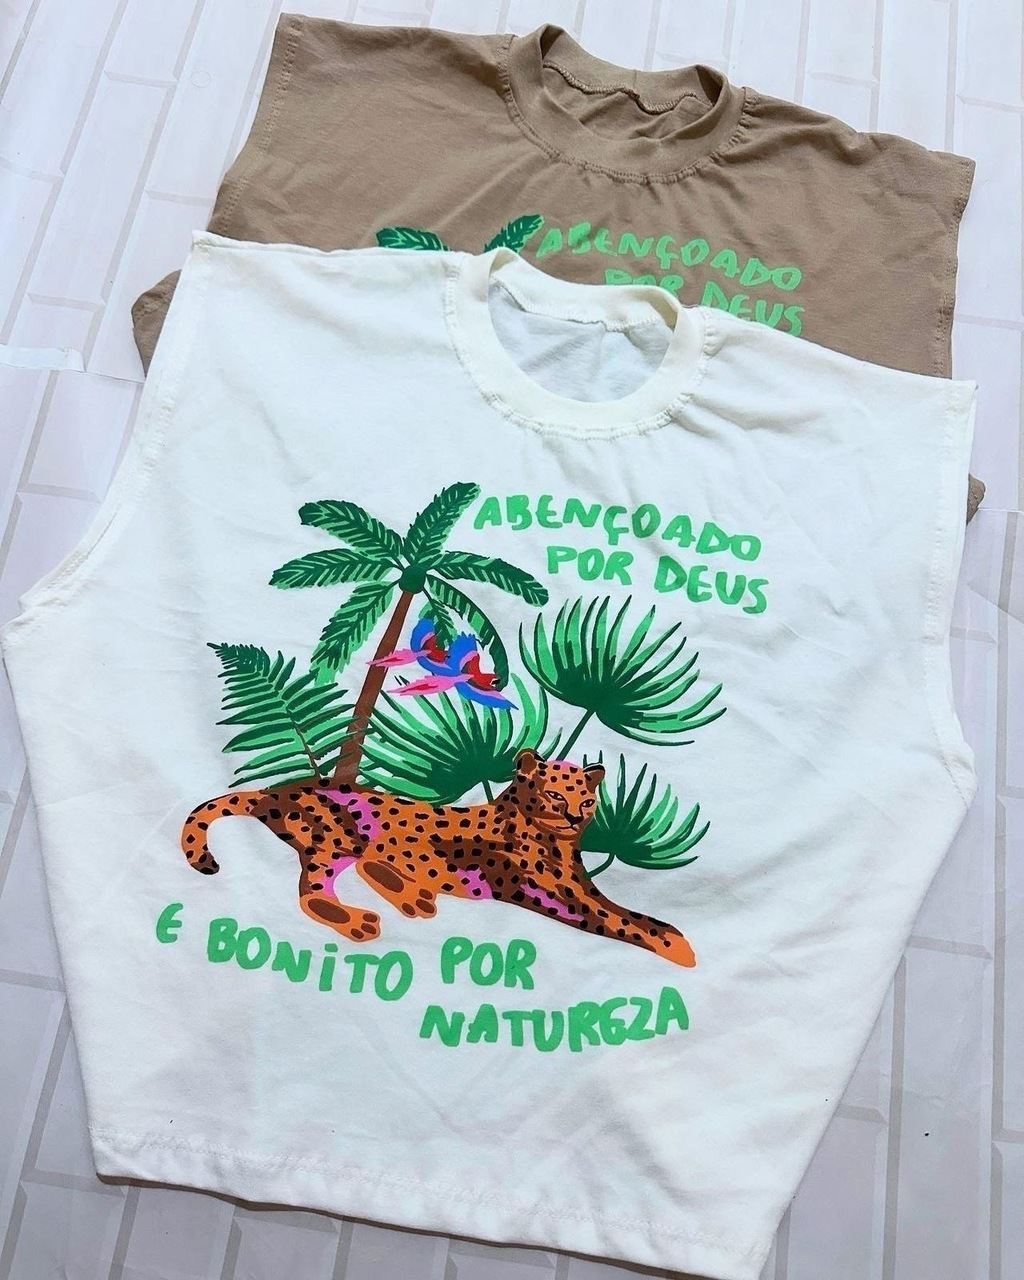 ABENÇOADO
POR DEUS
ABENÇOADO
POR DEUS
E BONiTO POR
NATUREZA